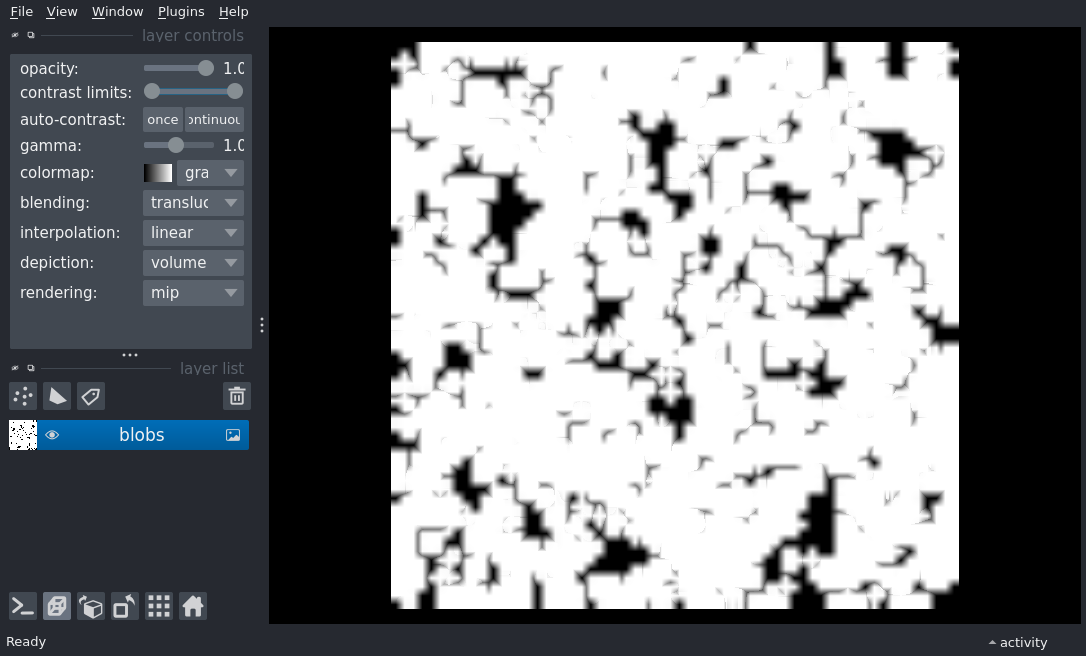 File View Window Plugins Help
layer controls
opacity: 1.0
contrast limits:
auto-contrast: once ontinuou
gamma: 1.0
colormap: gra
blending: transluc
interpolation: linear
depiction: volume
rendering: mip
layer list
blobs
Ready
activity